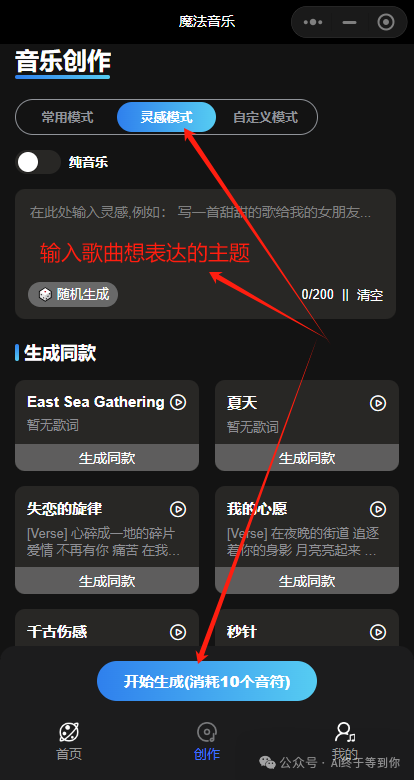 魔法音乐
音乐创作
常用模式 灵感模式 自定义模式
纯音乐
在此处输入灵感,例如： 写一首甜甜的歌给我的女朋友...
输入歌曲想表达的主题
随机生成 0/200 || 清空
生成同款
East Sea Gathering
暂无歌词
生成同款
夏天
暂无歌词
生成同款
失恋的旋律
[Verse] 心碎成一地的碎片
爱情 不再有你 痛苦 在我...
生成同款
我的心愿
[Verse] 在夜晚的街道 追逐
着你的身影 月亮亮起来 ...
生成同款
千古伤感
秒针
开始生成(消耗10个音符)
首页 创作 我的
公众号 · AI终于等到你